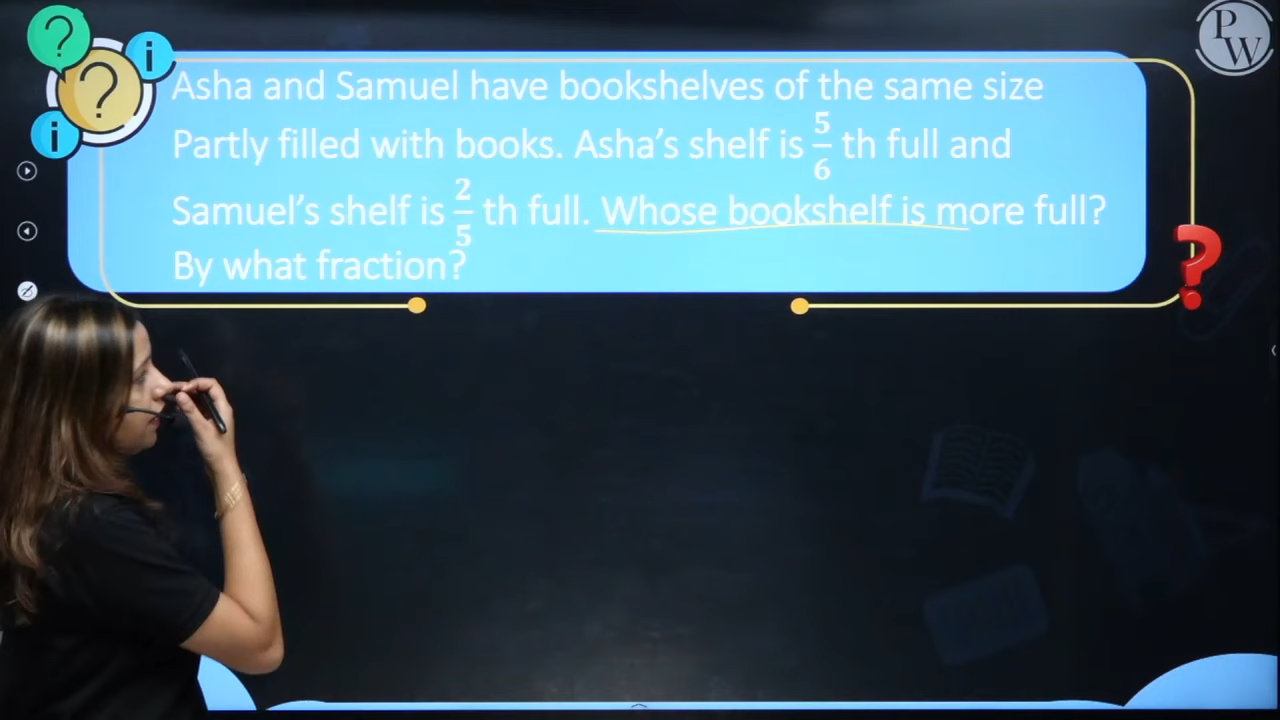 PW
Asha and Samuel have bookshelves of the same size
Partly filled with books. Asha's shelf is 5/6 th full and
Samuel's shelf is 2/5 th full. Whose bookshelf is more full?
By what fraction?